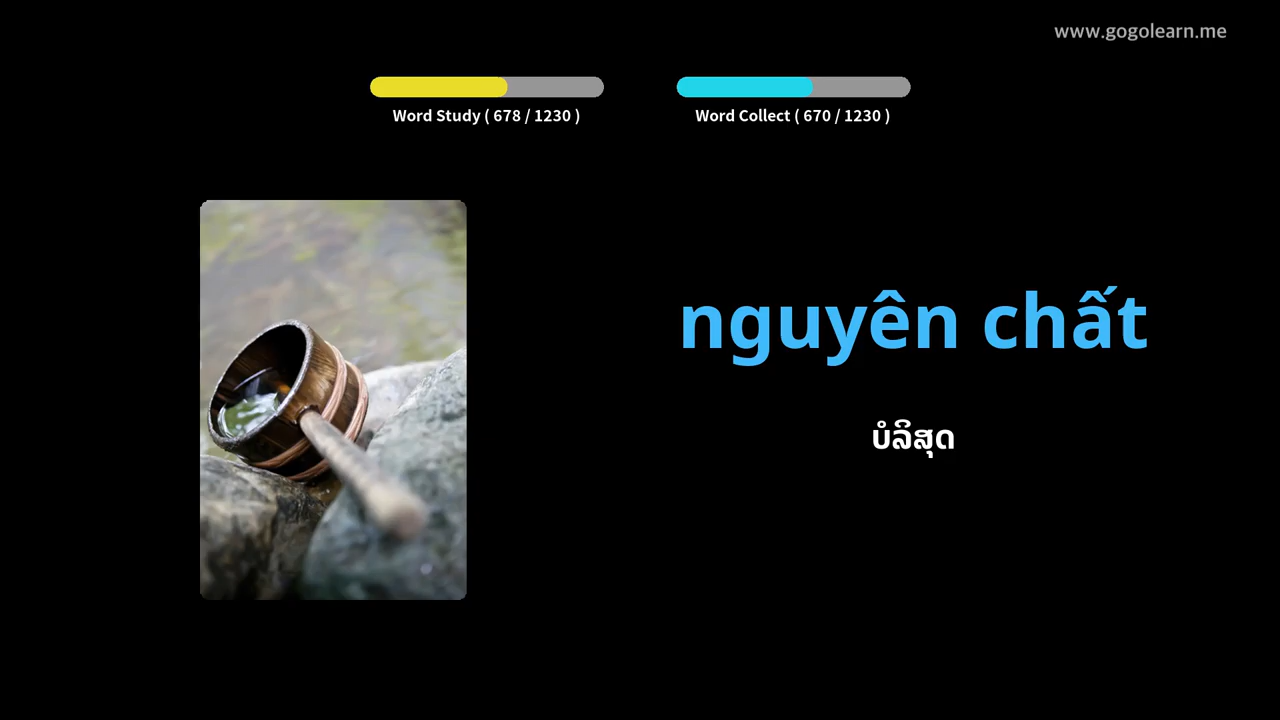 www.gogolearn.me
Word Study ( 678 / 1230 )
Word Collect ( 670 / 1230 )
nguyên chất
ບໍລິສຸດ